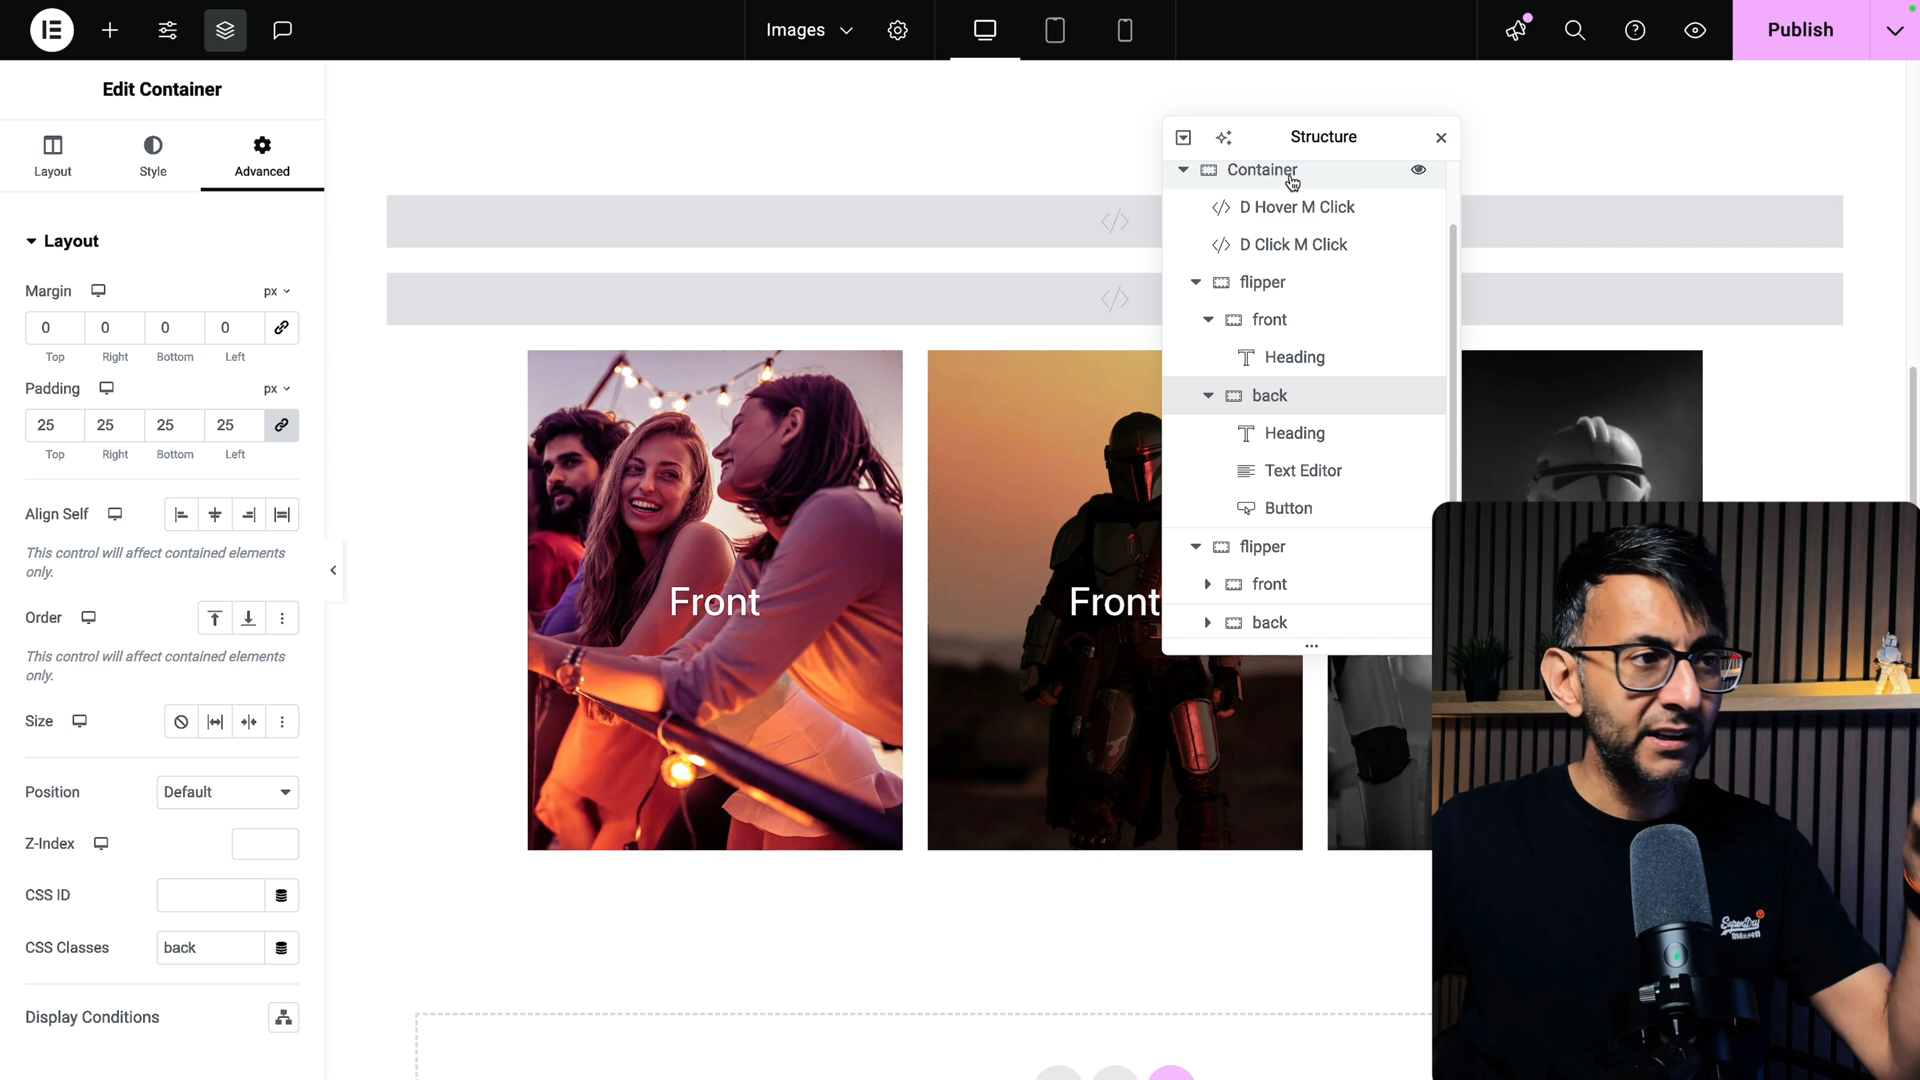 Images
Publish
Edit Container
Layout
Style
Advanced
Structure
Container
D Hover M Click
D Click M Click
flipper
front
Heading
back
Heading
Text Editor
Button
flipper
front
back
Layout
Margin
px
0 0 0 0
Top Right Bottom Left
Padding
px
25 25 25 25
Top Right Bottom Left
Align Self
This control will affect contained elements
only.
Order
This control will affect contained elements
only.
Size
Position
Default
Z-Index
CSS ID
CSS Classes
back
Display Conditions
Front
Front
Superdry